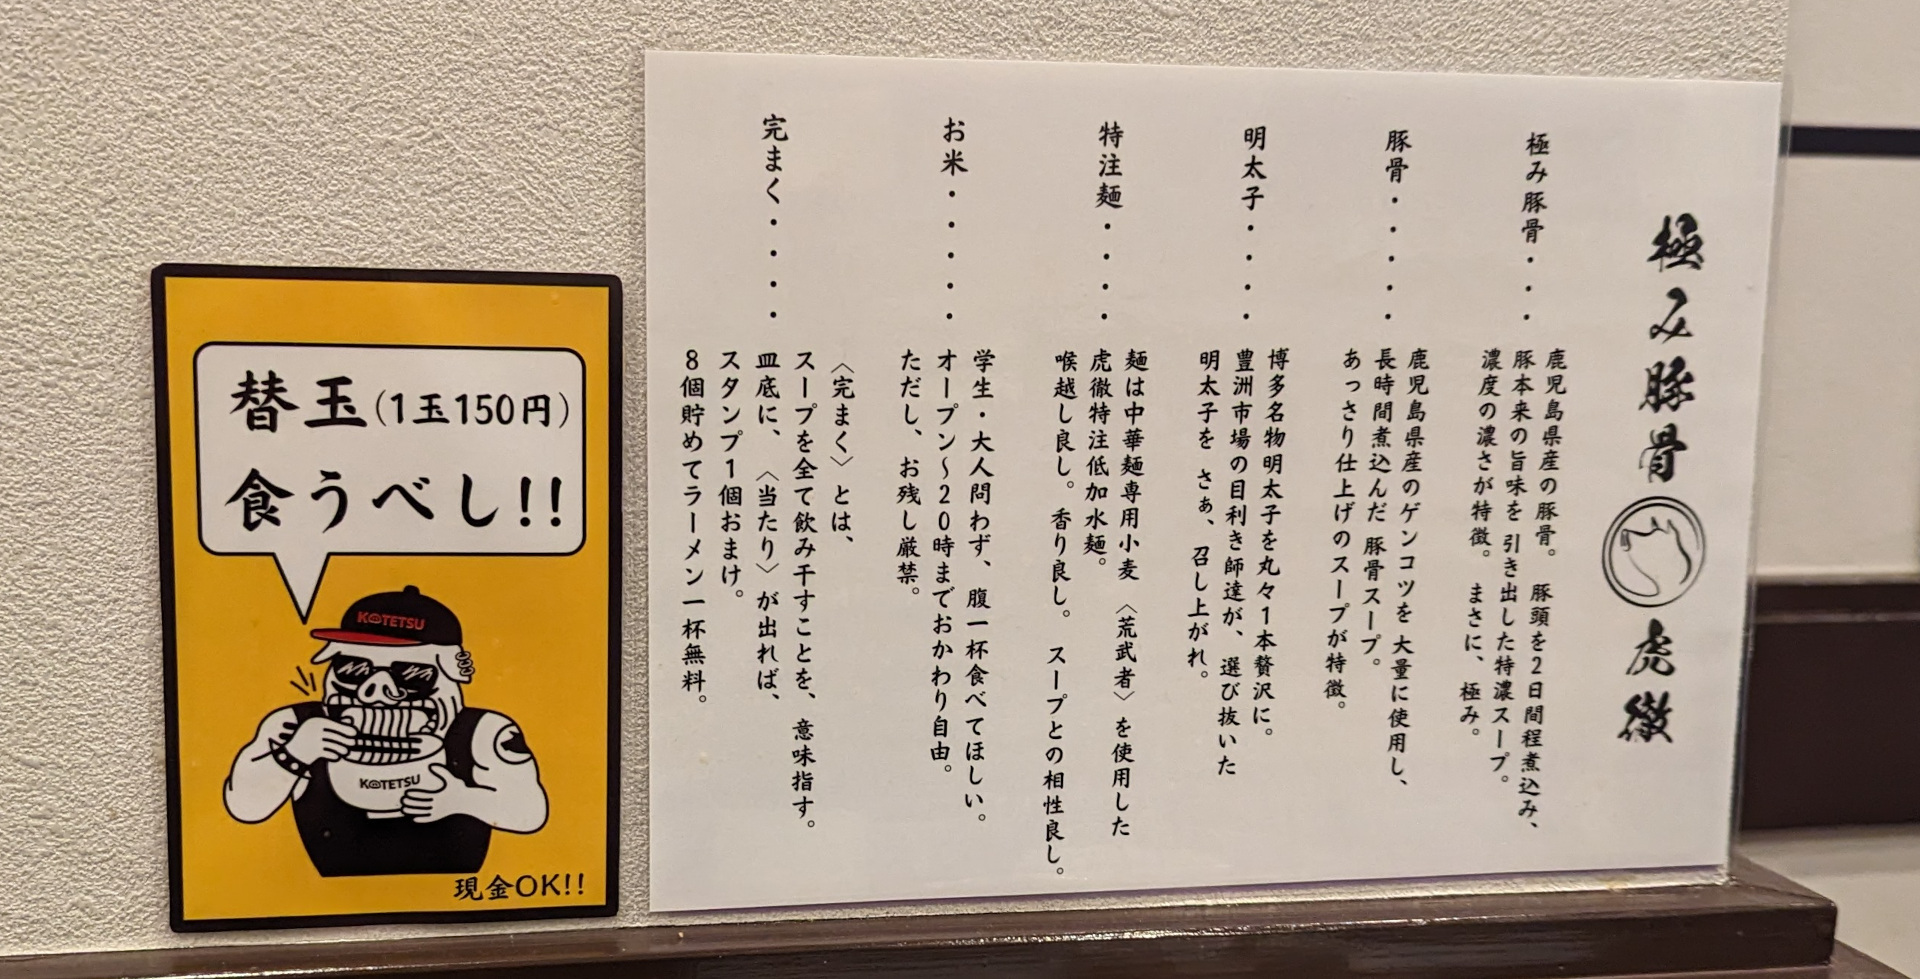 極み豚骨 虎徹
極み豚骨・・・
鹿児島県産の豚骨。 豚頭を2日間程煮込み、
豚本来の旨味を 引き出した特濃スープ。
濃度の濃さが特徴。 まさに、極み。
豚骨・・・・・
鹿児島県産のゲンコツを 大量に使用し、
長時間煮込んだ 豚骨スープ。
あっさり仕上げのスープが特徴。
明太子・・・・
博多名物明太子を丸々1本贅沢に。
豊洲市場の目利き師達が、選び抜いた
明太子を さぁ、召し上がれ。
特注麺・・・・
麺は中華麺専用小麦 〈荒武者〉を使用した
虎徹特注低加水麺。
喉越し良し。香り良し。 スープとの相性良し。
お米・・・・・
学生・大人問わず、腹一杯食べてほしい。
オープン~20時までおかわり自由。
ただし、お残し厳禁。
完まく・・・・
〈完まく〉とは、
スープを全て飲み干すことを、意味指す。
皿底に、〈当たり〉が出れば、
スタンプ1個おまけ。
8個貯めてラーメン一杯無料。
替玉(1玉150円)
食うべし!!
KOTETSU
KOTETSU
現金OK!!